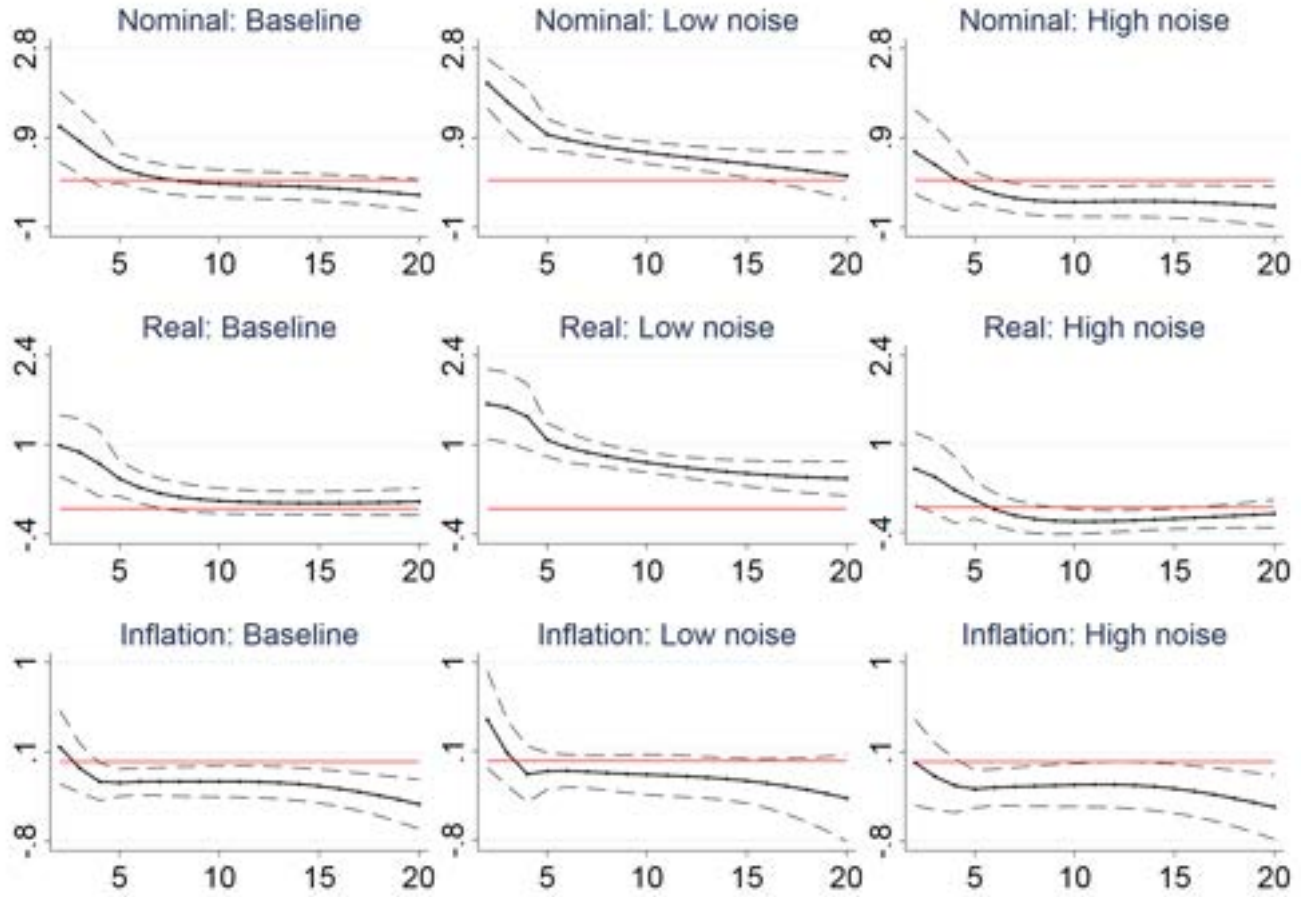 Nominal: Baseline
2.8
.9
-1
5 10 15 20
Nominal: Low noise
2.8
.9
-1
5 10 15 20
Nominal: High noise
2.8
.9
-1
5 10 15 20
Real: Baseline
2.4
1
-.4
5 10 15 20
Real: Low noise
2.4
1
-.4
5 10 15 20
Real: High noise
2.4
1
-.4
5 10 15 20
Inflation: Baseline
1
.1
-.8
5 10 15 20
Inflation: Low noise
1
.1
-.8
5 10 15 20
Inflation: High noise
1
.1
-.8
5 10 15 20